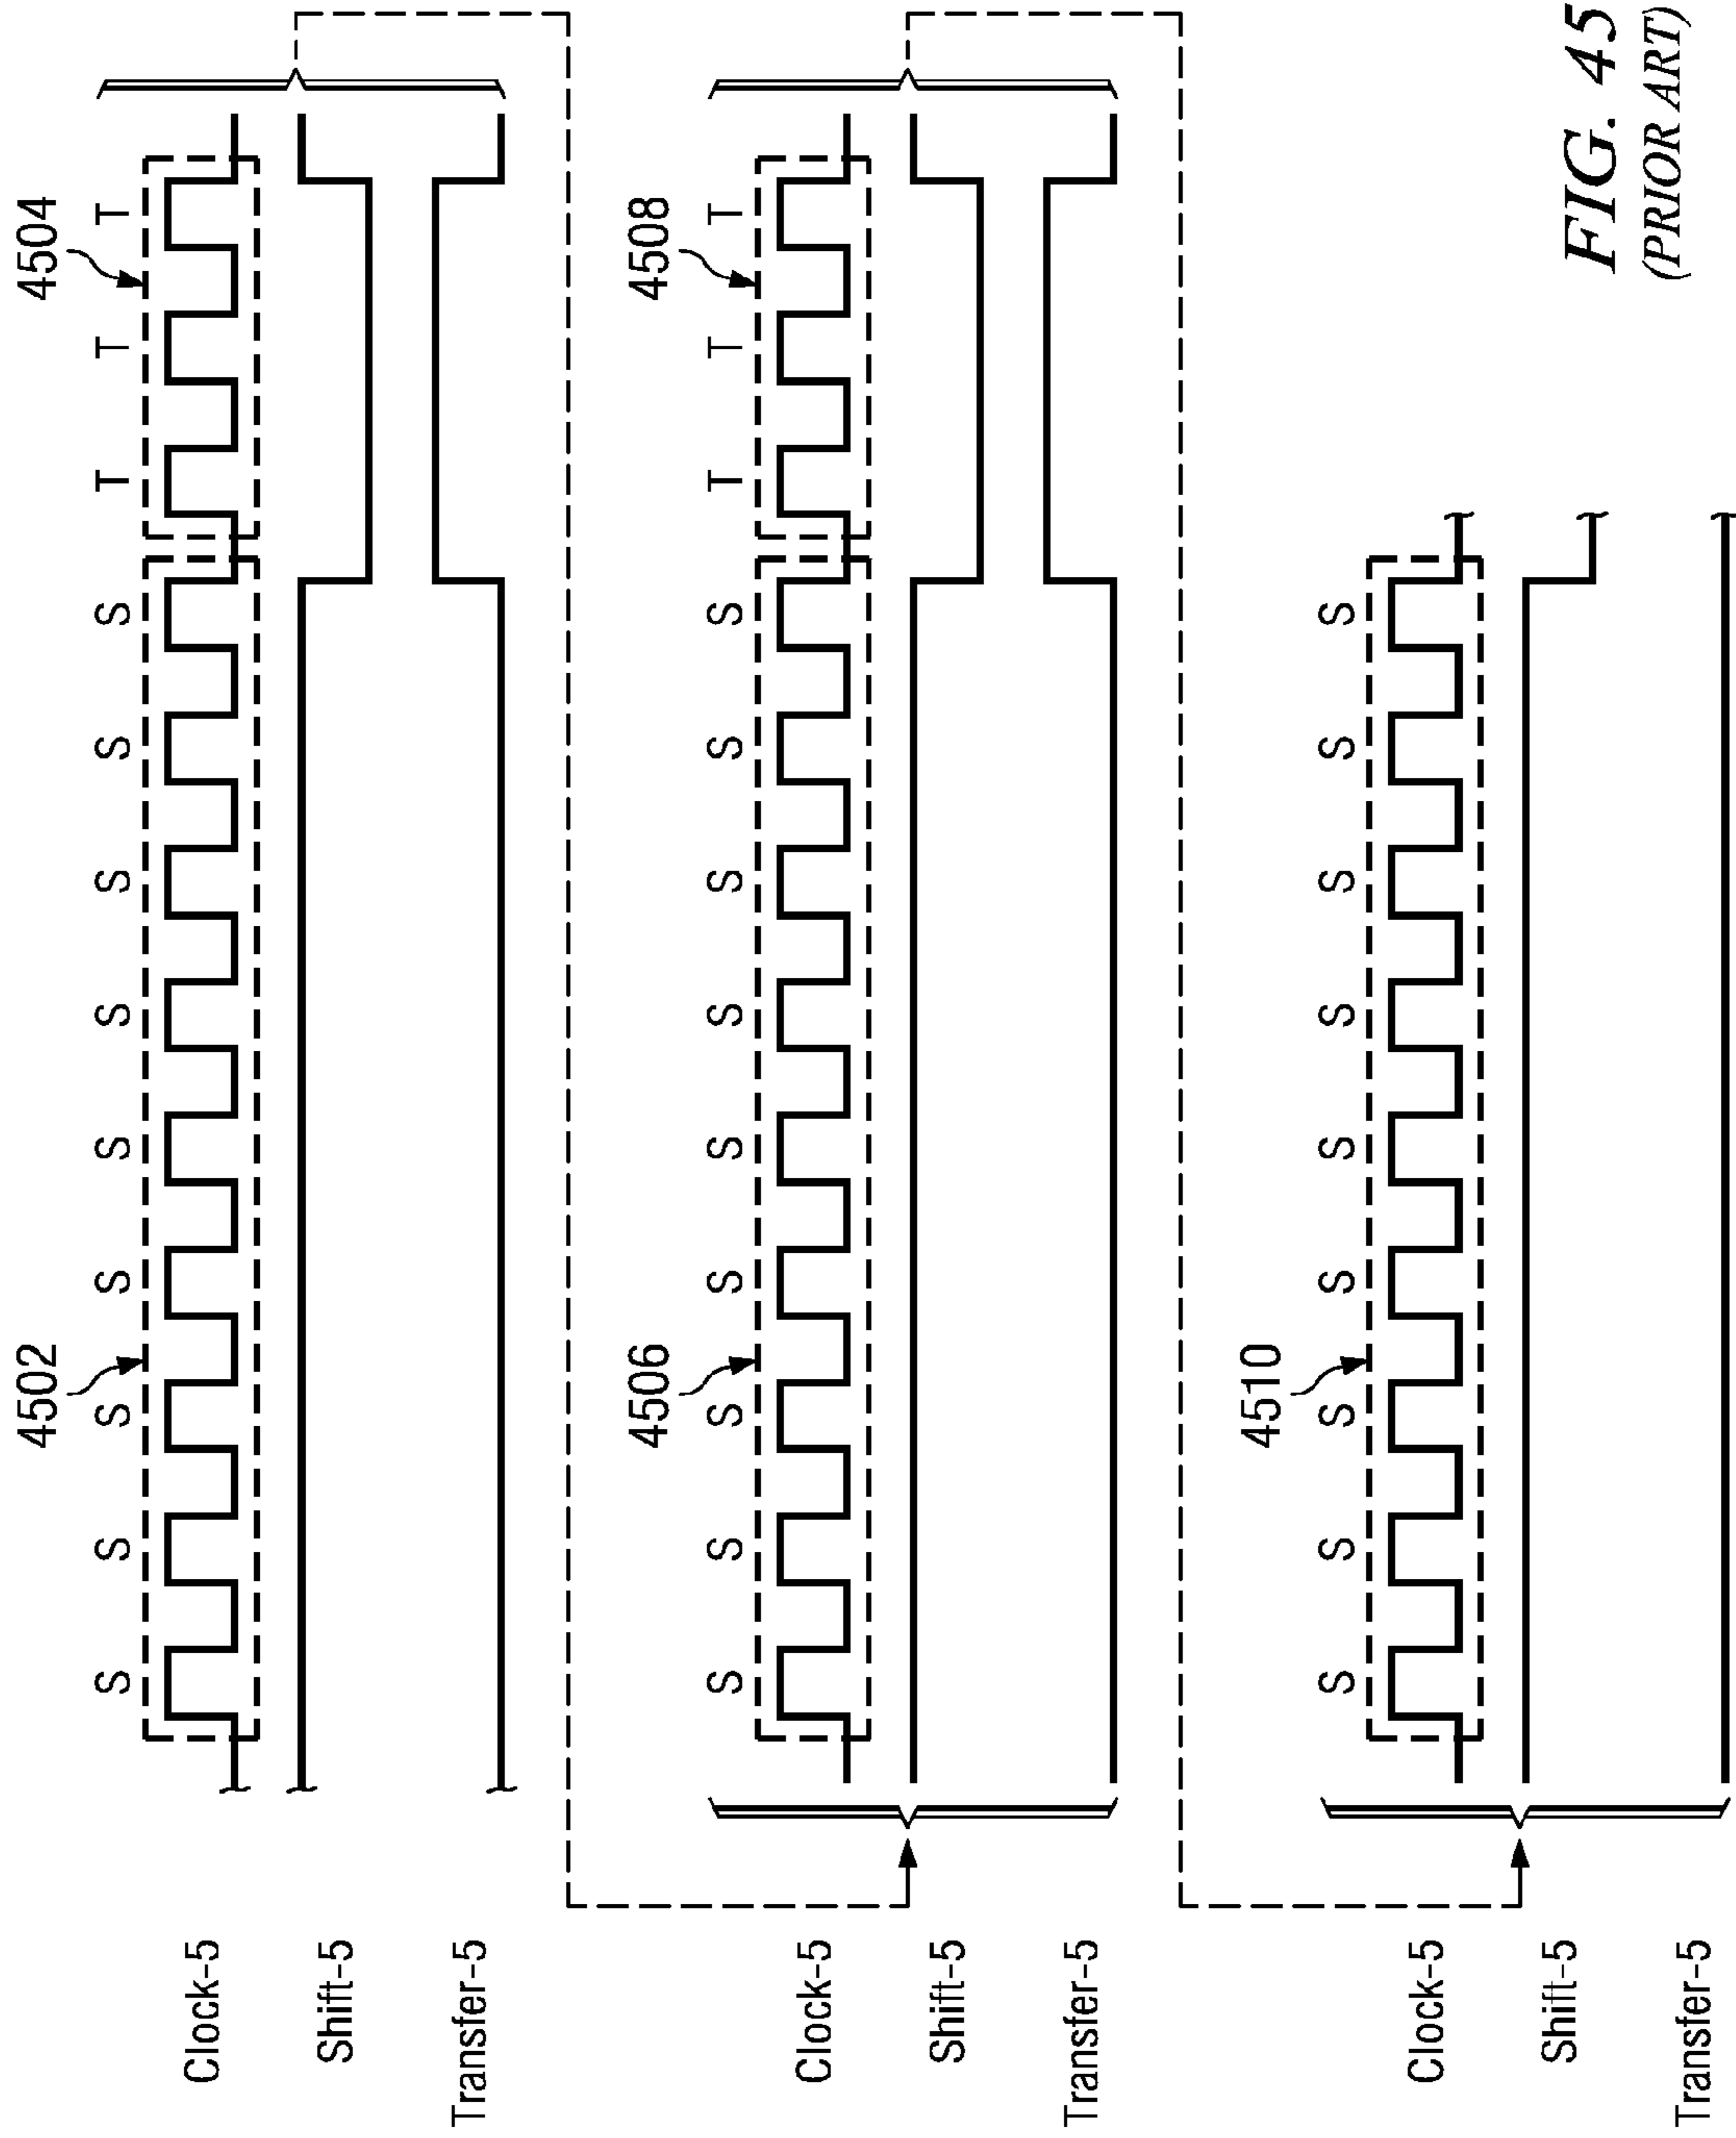 4502 4504
S S S S S S S S S T T T
Clock-5
Shift-5
Transfer-5
4506 4508
S S S S S S S S S T T T
Clock-5
Shift-5
Transfer-5
4510
S S S S S S S S S
Clock-5
Shift-5
Transfer-5
FIG. 45
(PRIOR ART)